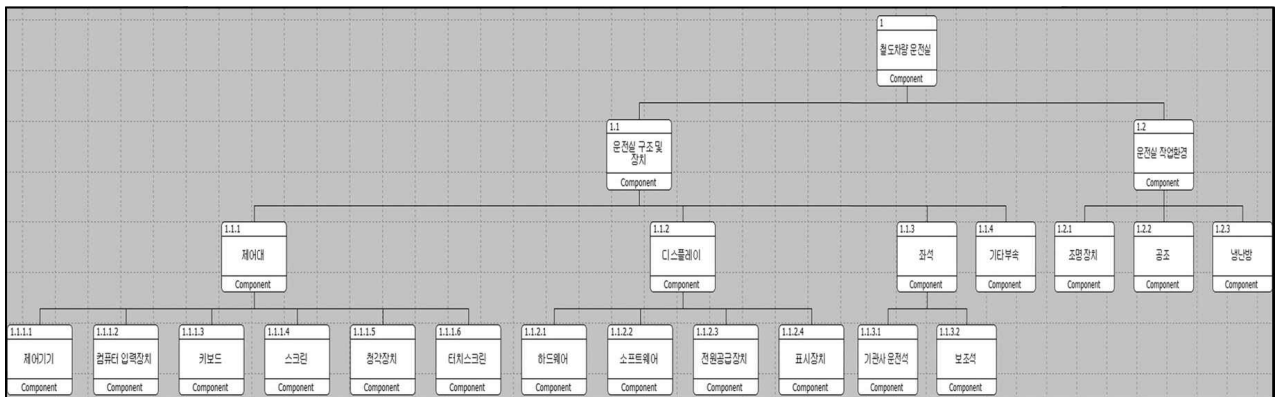 1
철도차량 운전실
Component
1.1
운전실 구조 및
장치
Component
1.2
운전실 작업환경
Component
1.1.1
제어대
Component
1.1.2
디스플레이
Component
1.1.3
좌석
Component
1.1.4
기타부속
Component
1.2.1
조명장치
Component
1.2.2
공조
Component
1.2.3
냉난방
Component
1.1.1.1
제어기기
Component
1.1.1.2
컴퓨터 입력장치
Component
1.1.1.3
키보드
Component
1.1.1.4
스크린
Component
1.1.1.5
청각장치
Component
1.1.1.6
터치스크린
Component
1.1.2.1
하드웨어
Component
1.1.2.2
소프트웨어
Component
1.1.2.3
전원공급장치
Component
1.1.2.4
표시장치
Component
1.1.3.1
기관사 운전석
Component
1.1.3.2
보조석
Component